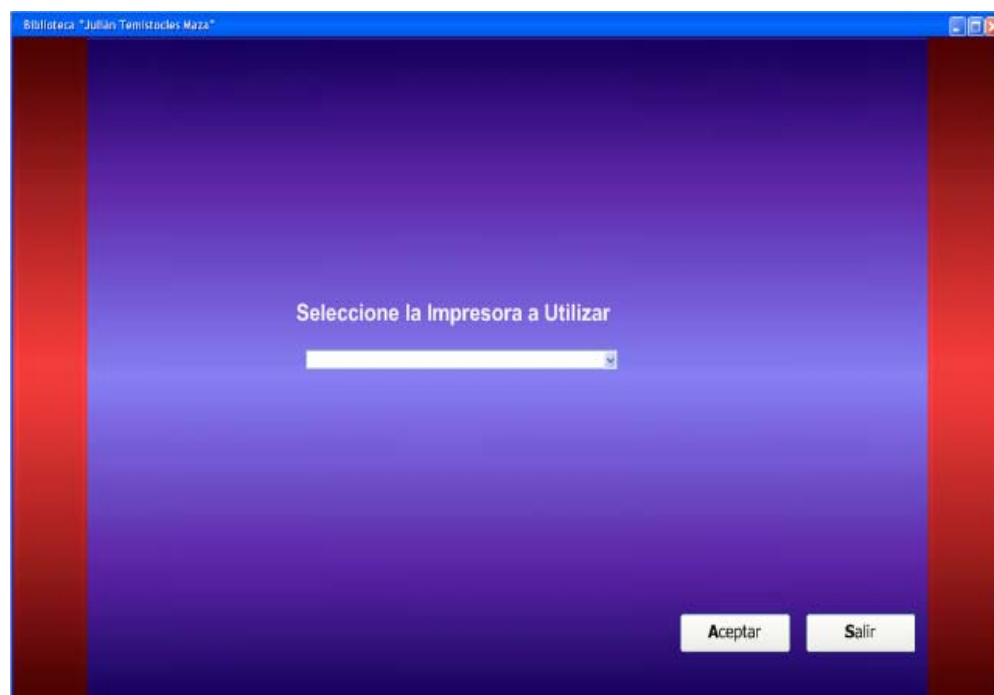 Biblioteca "Julián Temistocles Maza"
Seleccione la Impresora a Utilizar
Aceptar
Salir